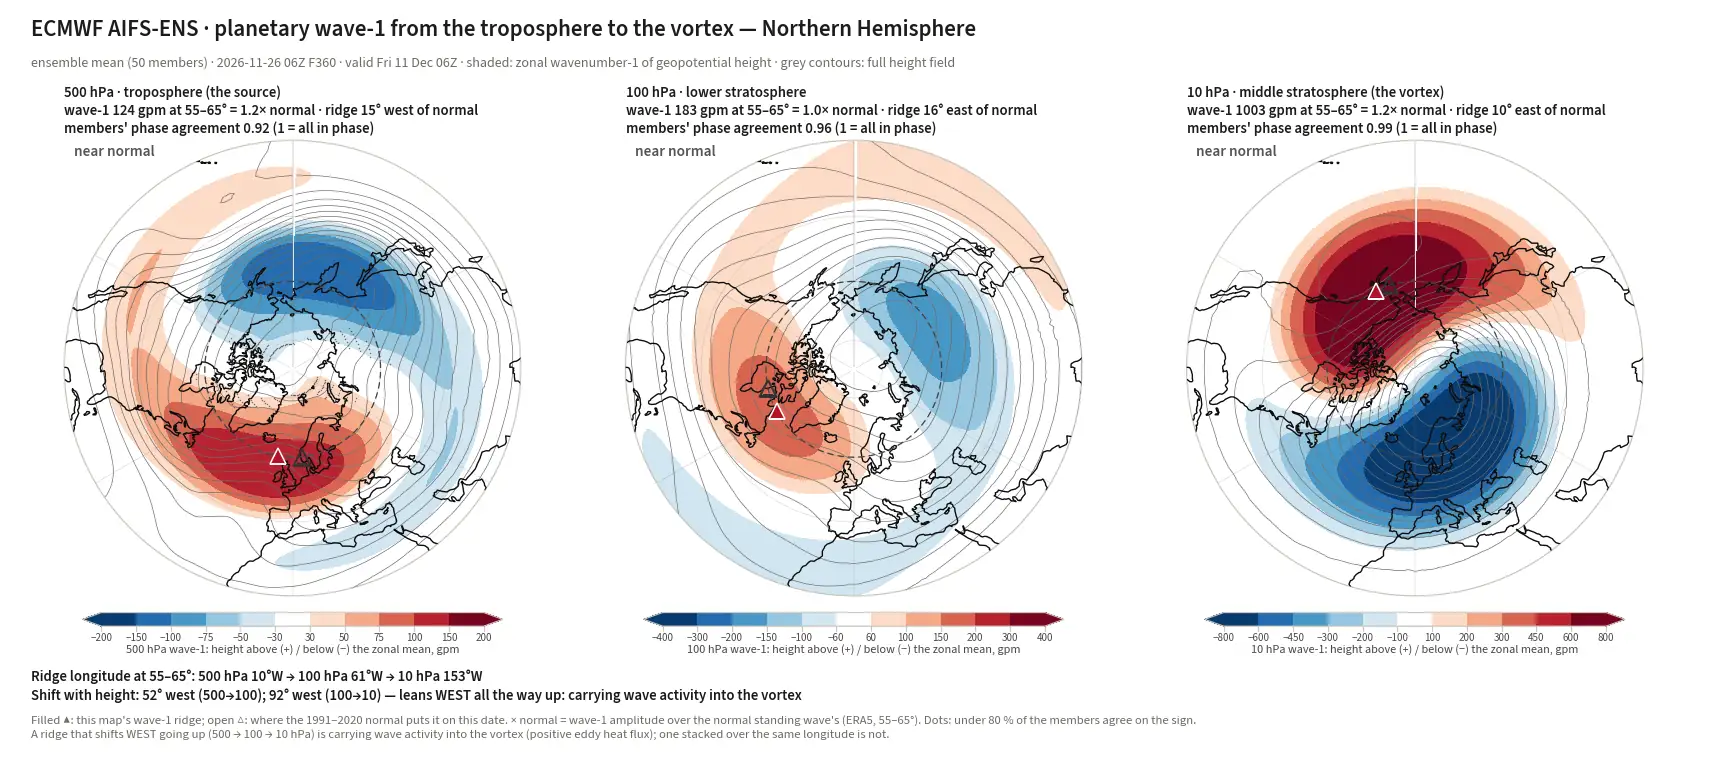 ECMWF AIFS-ENS · planetary wave-1 from the troposphere to the vortex — Northern Hemisphere
ensemble mean (50 members) · 2026-11-26 06Z F360 · valid Fri 11 Dec 06Z · shaded: zonal wavenumber-1 of geopotential height · grey contours: full height field
500 hPa · troposphere (the source)
wave-1 124 gpm at 55–65° = 1.2× normal · ridge 15° west of normal
members' phase agreement 0.92 (1 = all in phase)
near normal
100 hPa · lower stratosphere
wave-1 183 gpm at 55–65° = 1.0× normal · ridge 16° east of normal
members' phase agreement 0.96 (1 = all in phase)
near normal
10 hPa · middle stratosphere (the vortex)
wave-1 1003 gpm at 55–65° = 1.2× normal · ridge 10° east of normal
members' phase agreement 0.99 (1 = all in phase)
near normal
−200 −150 −100 −75 −50 −30 30 50 75 100 150 200
500 hPa wave-1: height above (+) / below (−) the zonal mean, gpm
−400 −300 −200 −150 −100 −60 60 100 150 200 300 400
100 hPa wave-1: height above (+) / below (−) the zonal mean, gpm
−800 −600 −450 −300 −200 −100 100 200 300 450 600 800
10 hPa wave-1: height above (+) / below (−) the zonal mean, gpm
Ridge longitude at 55–65°: 500 hPa 10°W → 100 hPa 61°W → 10 hPa 153°W
Shift with height: 52° west (500→100); 92° west (100→10) — leans WEST all the way up: carrying wave activity into the vortex
Filled ▲: this map's wave-1 ridge; open △: where the 1991–2020 normal puts it on this date. × normal = wave-1 amplitude over the normal standing wave's (ERA5, 55–65°). Dots: under 80 % of the members agree on the sign.
A ridge that shifts WEST going up (500 → 100 → 10 hPa) is carrying wave activity into the vortex (positive eddy heat flux); one stacked over the same longitude is not.